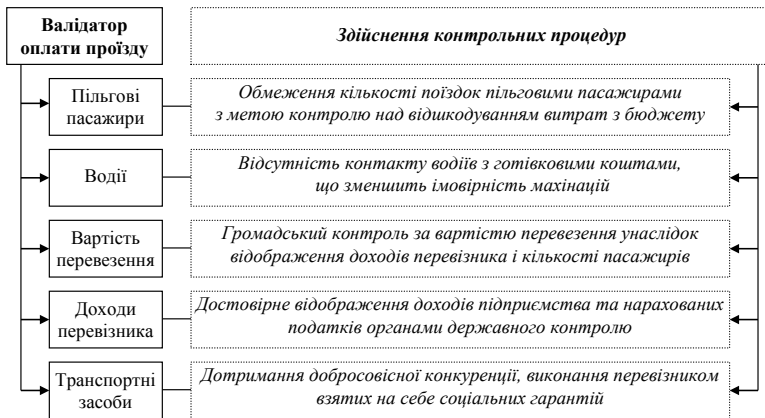 Валідатор
оплати проїзду
Здійснення контрольних процедур
Пільгові
пасажири
Обмеження кількості поїздок пільговими пасажирами
з метою контролю над відшкодуванням витрат з бюджету
Водії
Відсутність контакту водіїв з готівковими коштами,
що зменшить імовірність махінацій
Вартість
перевезення
Громадський контроль за вартістю перевезення унаслідок
відображення доходів перевізника і кількості пасажирів
Доходи
перевізника
Достовірне відображення доходів підприємства та нарахованих
податків органами державного контролю
Транспортні
засоби
Дотримання добросовісної конкуренції, виконання перевізником
взятих на себе соціальних гарантій